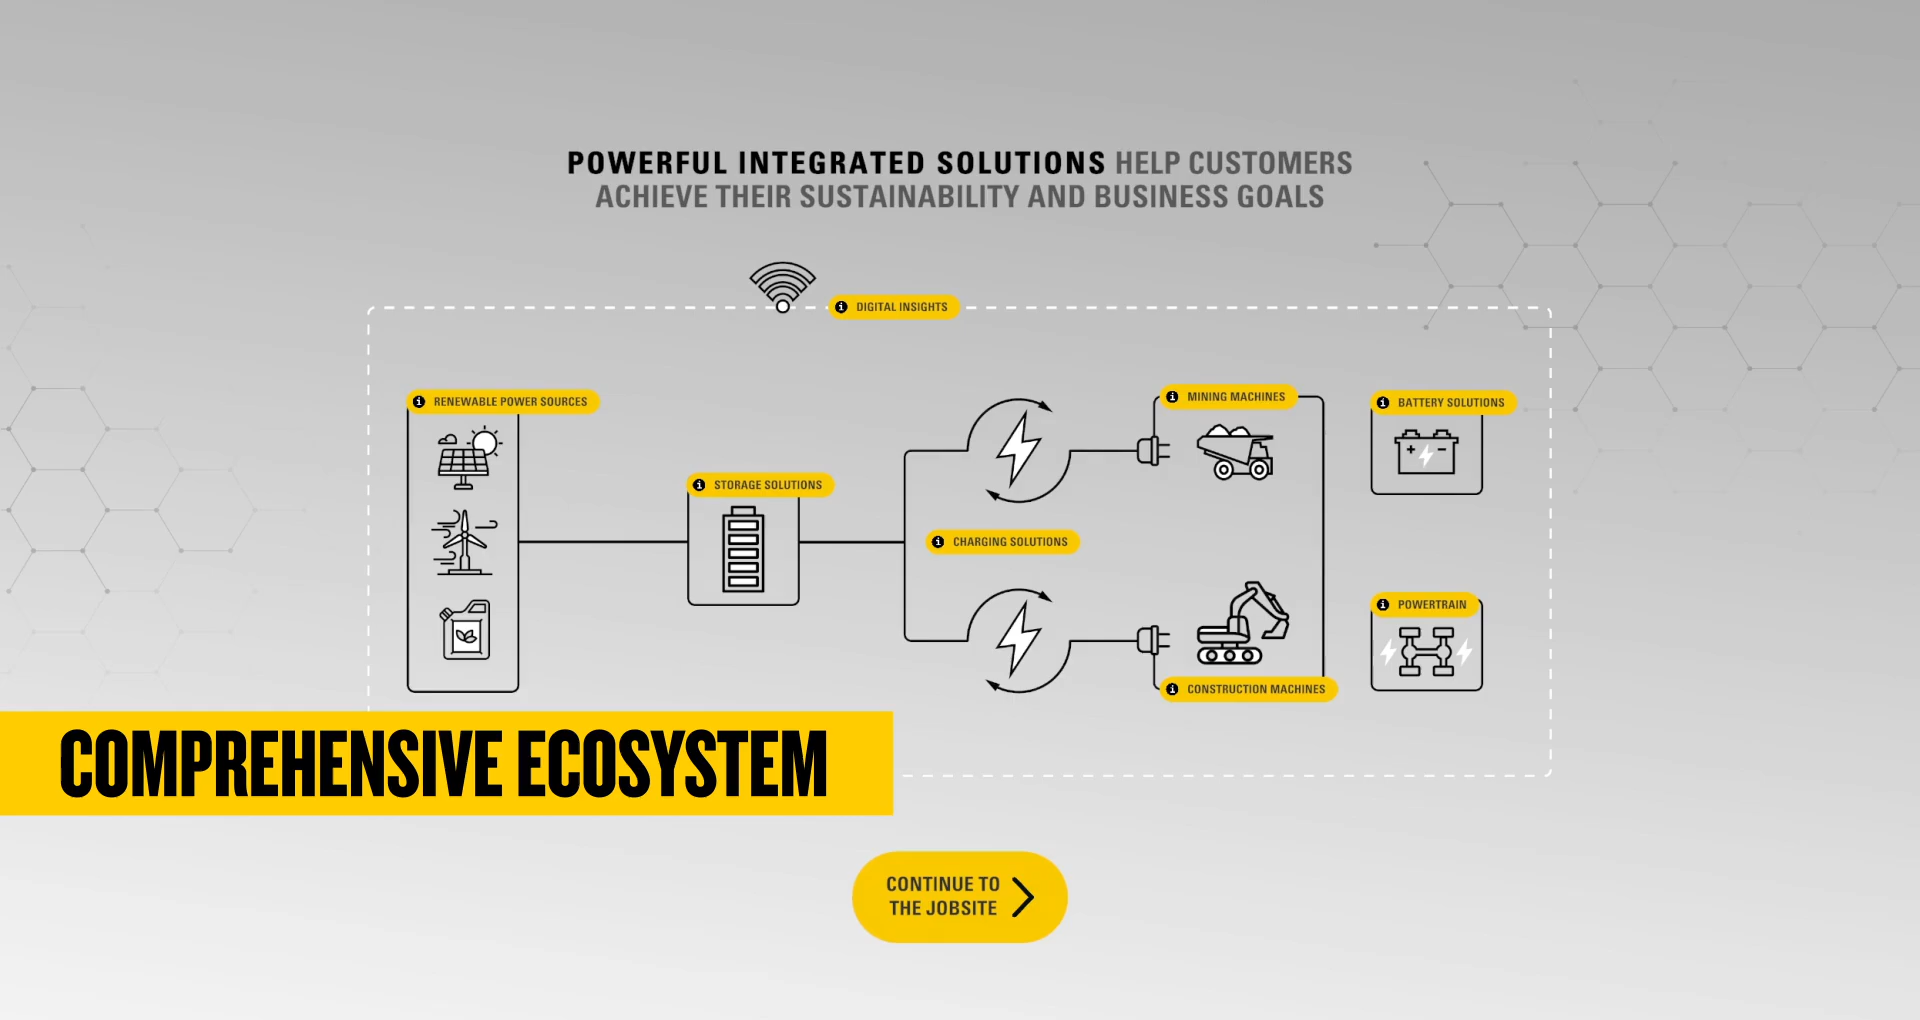 POWERFUL INTEGRATED SOLUTIONS HELP CUSTOMERS
ACHIEVE THEIR SUSTAINABILITY AND BUSINESS GOALS
DIGITAL INSIGHTS
RENEWABLE POWER SOURCES
MINING MACHINES
BATTERY SOLUTIONS
STORAGE SOLUTIONS
CHARGING SOLUTIONS
POWERTRAIN
CONSTRUCTION MACHINES
COMPREHENSIVE ECOSYSTEM
CONTINUE TO
THE JOBSITE